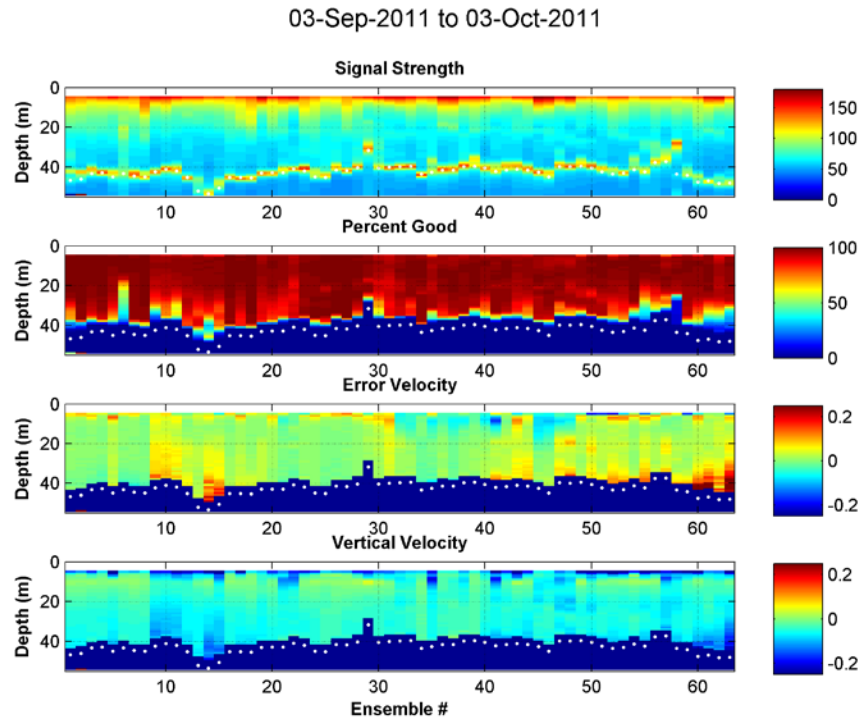 03-Sep-2011 to 03-Oct-2011
Signal Strength
Depth (m)
0
20
40
10 20 30 40 50 60
150
100
50
0
Percent Good
Depth (m)
0
20
40
10 20 30 40 50 60
100
50
0
Error Velocity
Depth (m)
0
20
40
10 20 30 40 50 60
0.2
0
-0.2
Vertical Velocity
Depth (m)
0
20
40
10 20 30 40 50 60
0.2
0
-0.2
Ensemble #